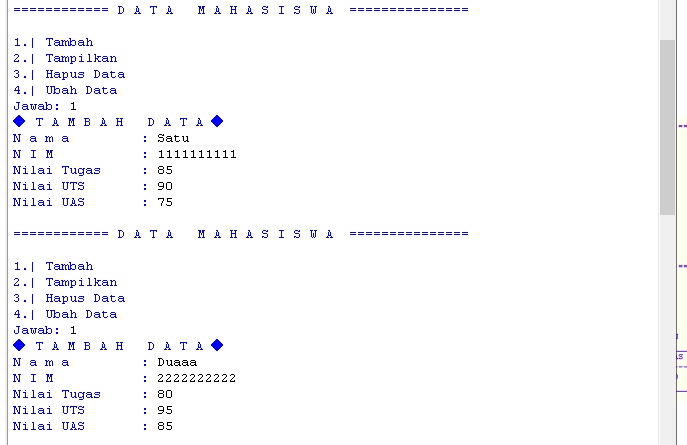 ============ D A T A   M A H A S I S W A  ===============
1.| Tambah
2.| Tampilkan
3.| Hapus Data
4.| Ubah Data
Jawab: 1
◆ T A M B A H   D A T A ◆
N a m a         : Satu
N I M           : 1111111111
Nilai Tugas     : 85
Nilai UTS       : 90
Nilai UAS       : 75
============ D A T A   M A H A S I S W A  ===============
1.| Tambah
2.| Tampilkan
3.| Hapus Data
4.| Ubah Data
Jawab: 1
◆ T A M B A H   D A T A ◆
N a m a         : Duaaa
N I M           : 2222222222
Nilai Tugas     : 80
Nilai UTS       : 95
Nilai UAS       : 85